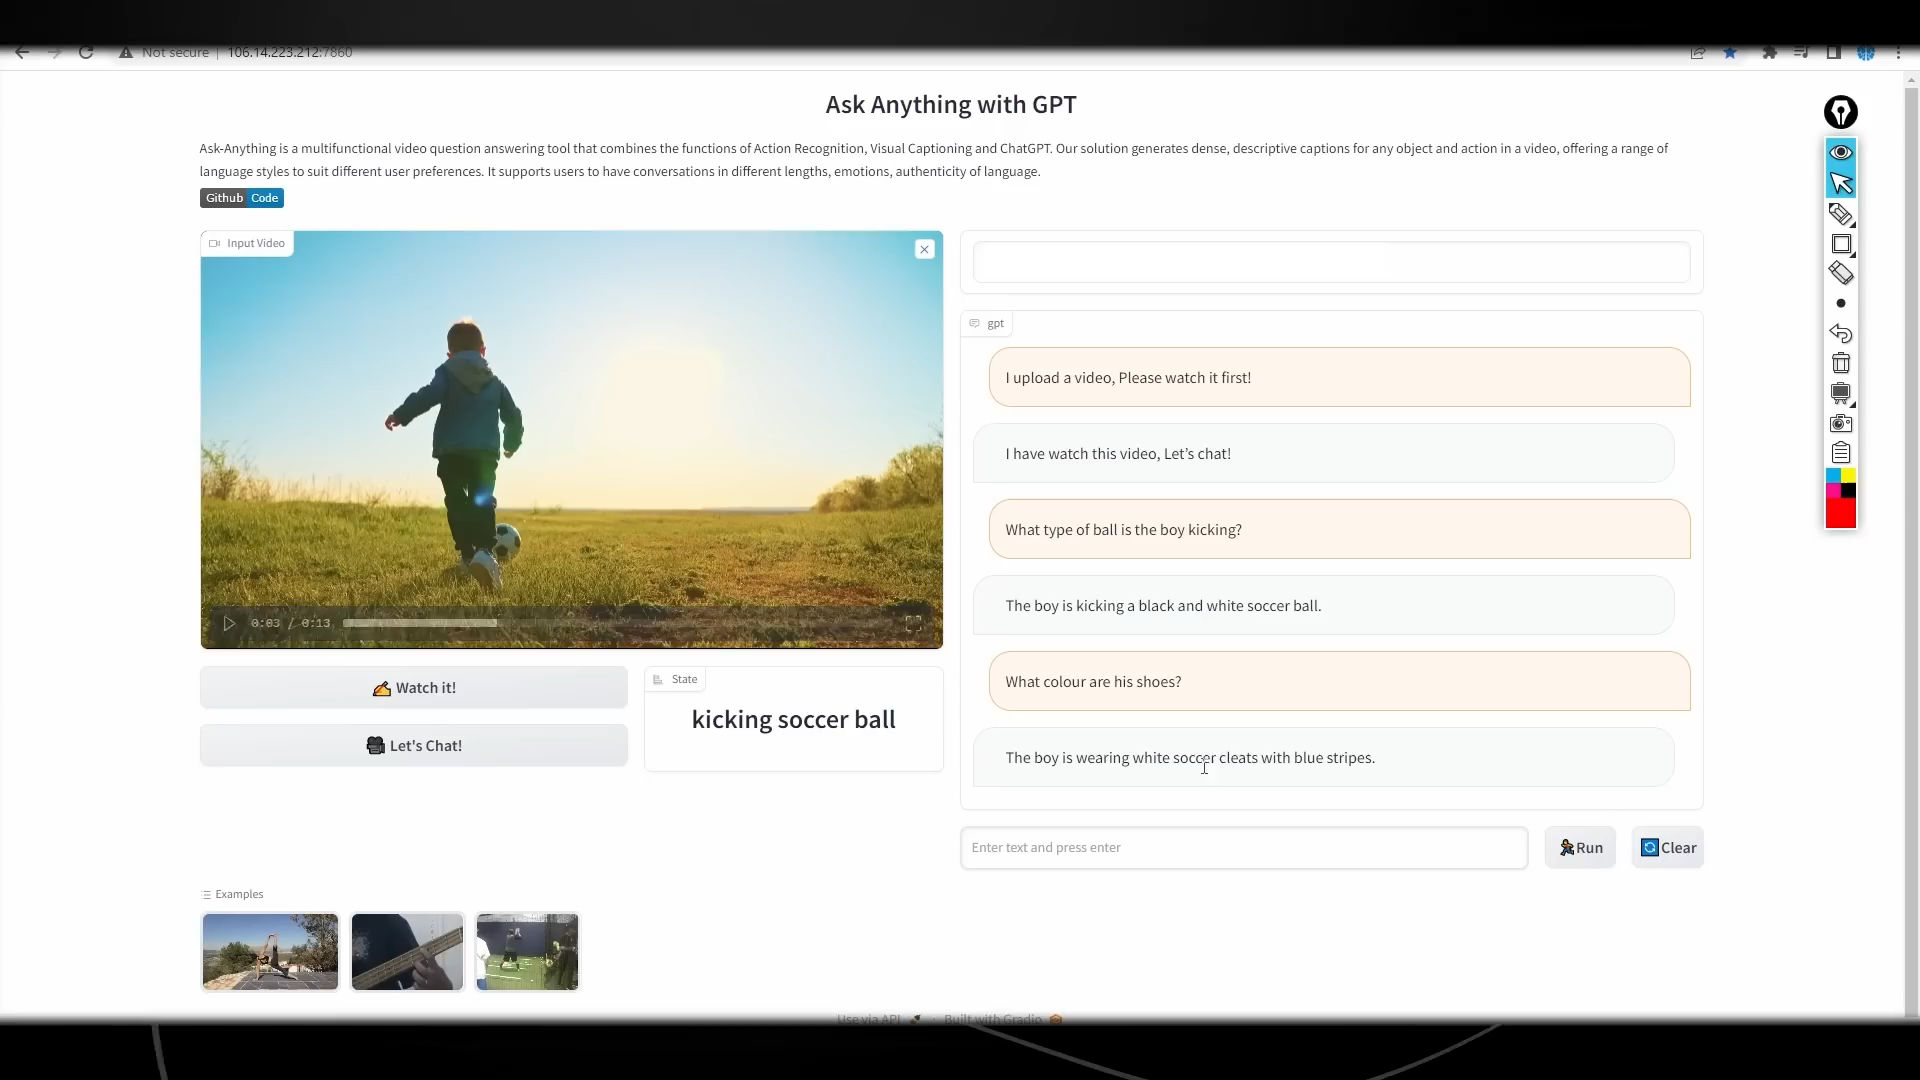 Not secure | 106.14.223.212:7860
Ask Anything with GPT
Ask-Anything is a multifunctional video question answering tool that combines the functions of Action Recognition, Visual Captioning and ChatGPT. Our solution generates dense, descriptive captions for any object and action in a video, offering a range of
language styles to suit different user preferences. It supports users to have conversations in different lengths, emotions, authenticity of language.
Github Code
Input Video
0:03 / 0:13
Watch it!
Let's Chat!
State
kicking soccer ball
gpt
I upload a video, Please watch it first!
I have watch this video, Let's chat!
What type of ball is the boy kicking?
The boy is kicking a black and white soccer ball.
What colour are his shoes?
The boy is wearing white soccer cleats with blue stripes.
Enter text and press enter
Run
Clear
Examples
Use via API · Built with Gradio